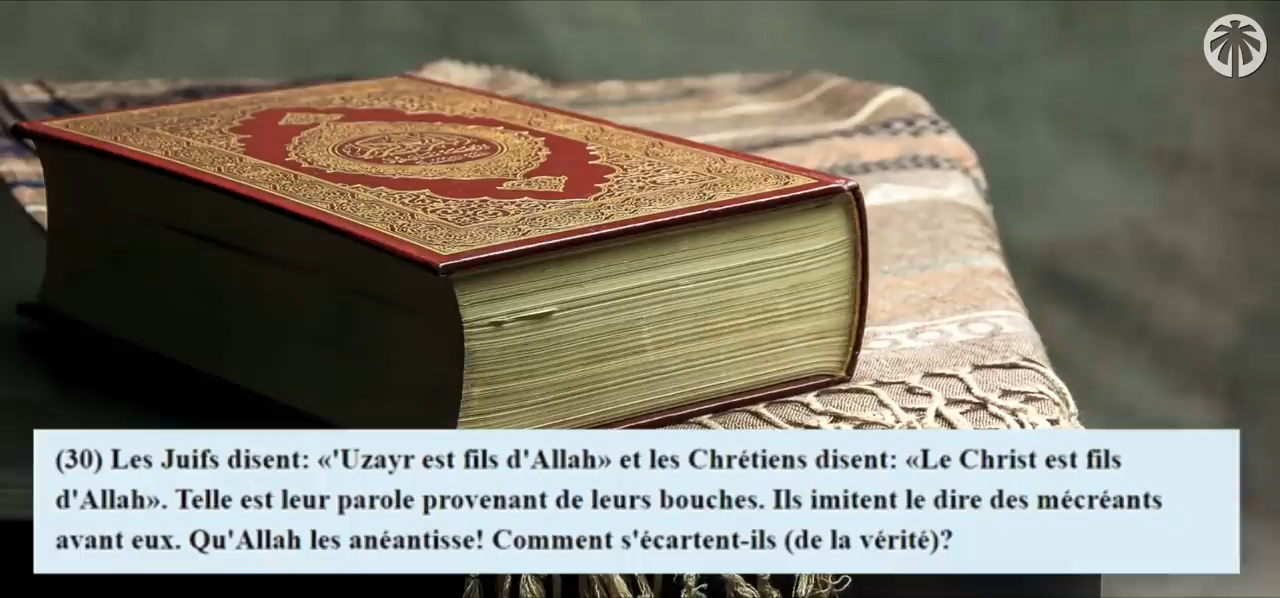 (30) Les Juifs disent: «'Uzayr est fils d'Allah» et les Chrétiens disent: «Le Christ est fils
d'Allah». Telle est leur parole provenant de leurs bouches. Ils imitent le dire des mécréants
avant eux. Qu'Allah les anéantisse! Comment s'écartent-ils (de la vérité)?